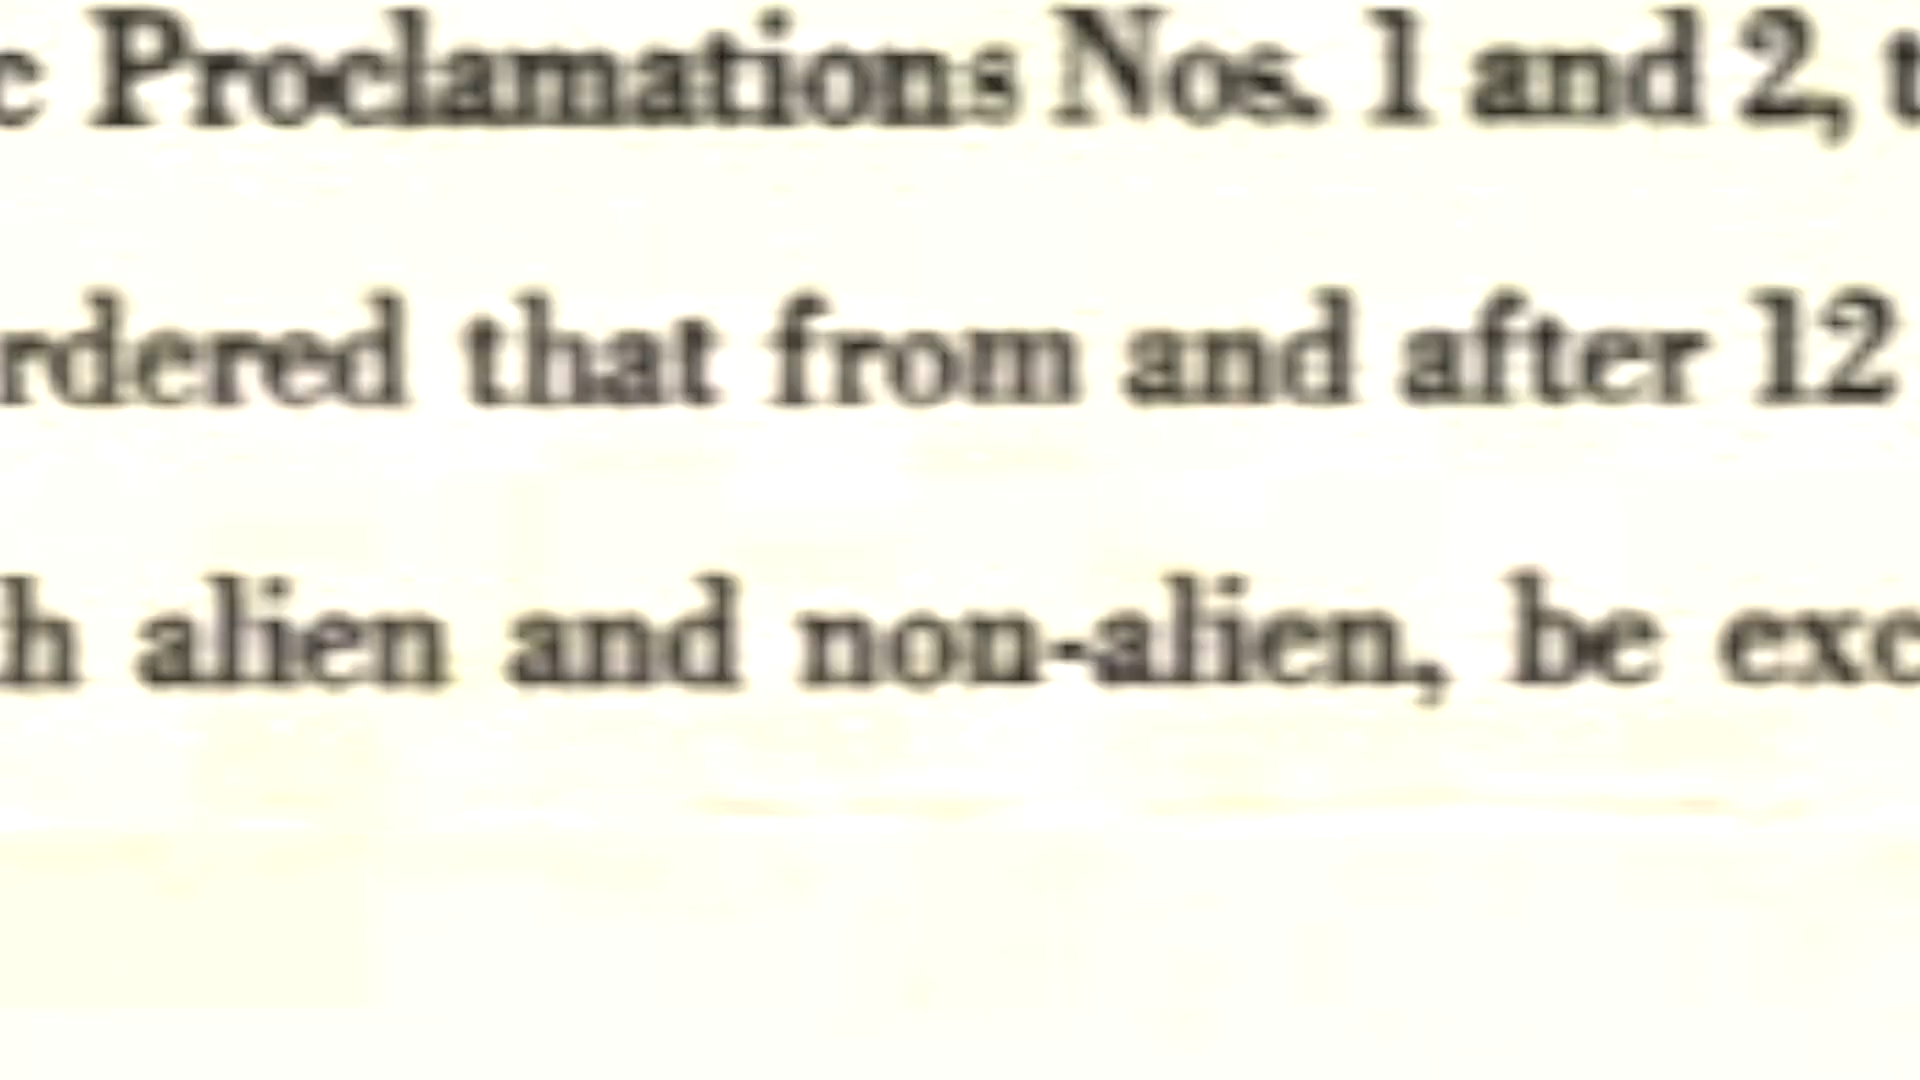 c Proclamations Nos. 1 and 2, t
rdered that from and after 12
h alien and non-alien, be exc